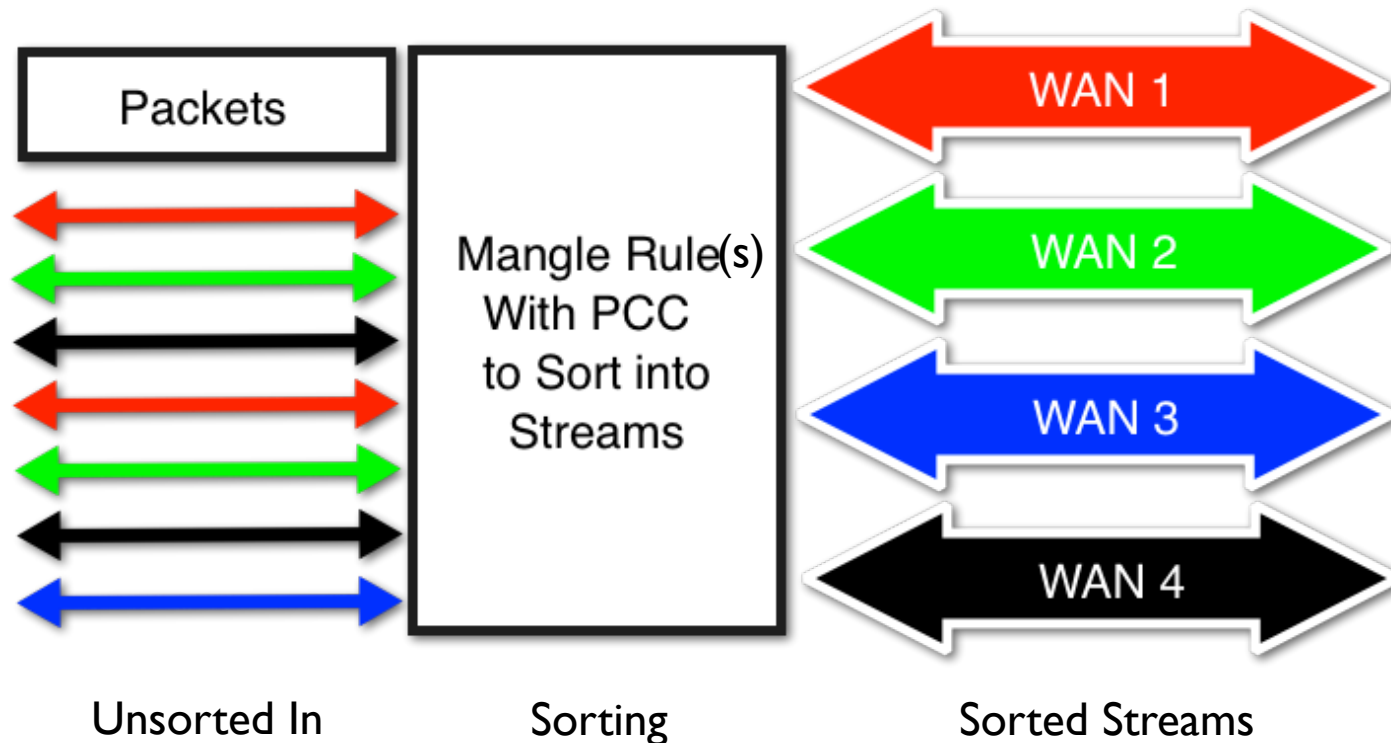 Packets
Mangle Rule(s)
With PCC
to Sort into
Streams
WAN 1
WAN 2
WAN 3
WAN 4
Unsorted In
Sorting
Sorted Streams